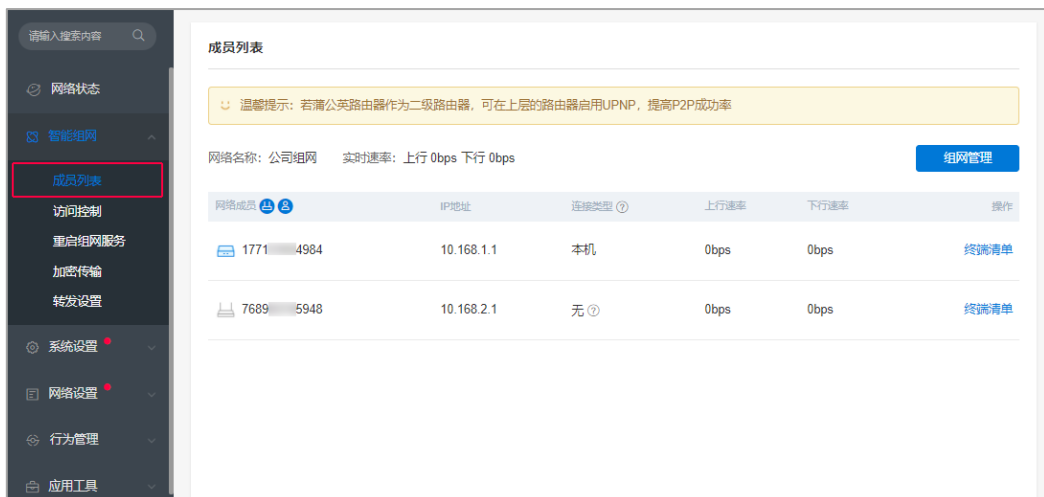 请输入搜索内容
网络状态
智能组网
成员列表
访问控制
重启组网服务
加密传输
转发设置
系统设置
网络设置
行为管理
应用工具
成员列表
温馨提示：若蒲公英路由器作为二级路由器，可在上层的路由器启用UPNP，提高P2P成功率
网络名称：公司组网 实时速率：上行 0bps 下行 0bps 组网管理
网络成员 IP地址 连接类型 ? 上行速率 下行速率 操作
1771 4984 10.168.1.1 本机 0bps 0bps 终端清单
7689 5948 10.168.2.1 无 ? 0bps 0bps 终端清单